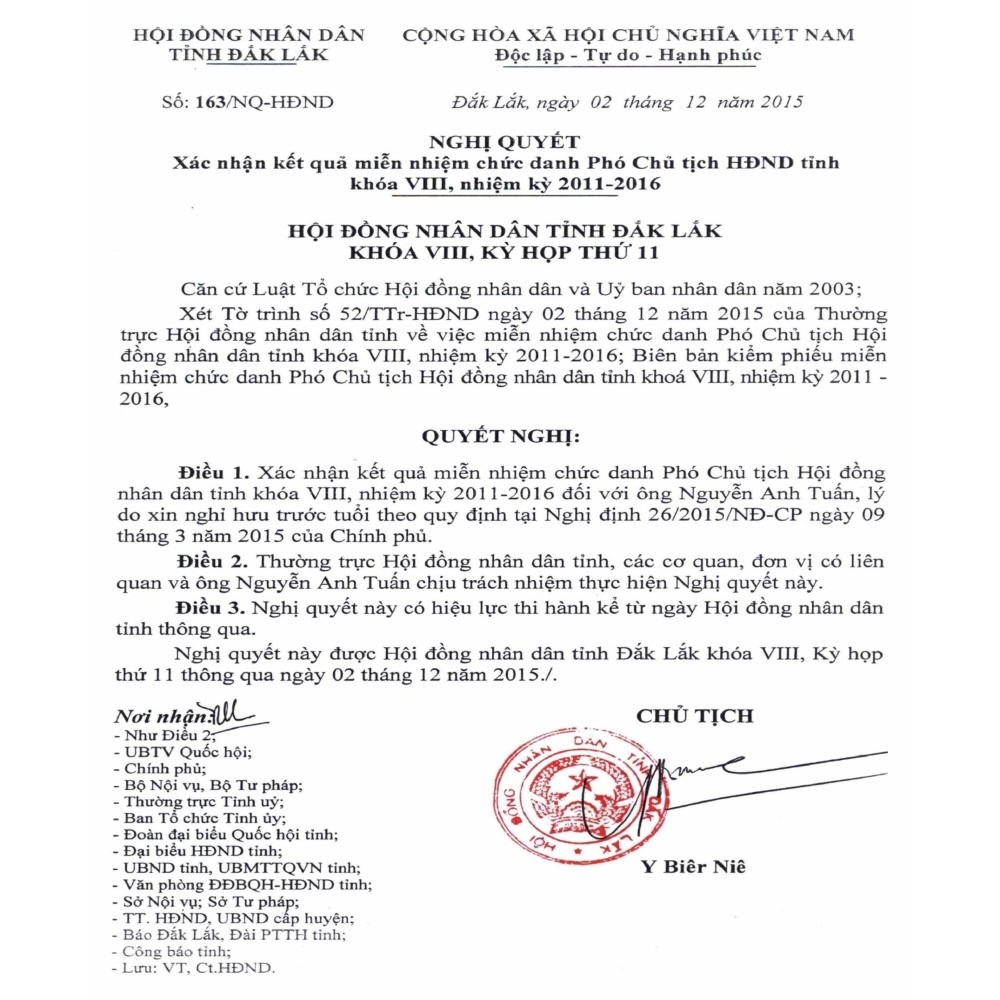 HỘI ĐỒNG NHÂN DÂN
TỈNH ĐẮK LẮK
CỘNG HÒA XÃ HỘI CHỦ NGHĨA VIỆT NAM
Độc lập - Tự do - Hạnh phúc
Số: 163/NQ-HĐND
Đắk Lắk, ngày 02 tháng 12 năm 2015
NGHỊ QUYẾT
Xác nhận kết quả miễn nhiệm chức danh Phó Chủ tịch HĐND tỉnh
khóa VIII, nhiệm kỳ 2011-2016
HỘI ĐỒNG NHÂN DÂN TỈNH ĐẮK LẮK
KHÓA VIII, KỲ HỌP THỨ 11
Căn cứ Luật Tổ chức Hội đồng nhân dân và Uỷ ban nhân dân năm 2003;
Xét Tờ trình số 52/TTr-HĐND ngày 02 tháng 12 năm 2015 của Thường
trực Hội đồng nhân dân tỉnh về việc miễn nhiệm chức danh Phó Chủ tịch Hội
đồng nhân dân tỉnh khóa VIII, nhiệm kỳ 2011-2016; Biên bản kiểm phiếu miễn
nhiệm chức danh Phó Chủ tịch Hội đồng nhân dân tỉnh khoá VIII, nhiệm kỳ 2011 -
2016,
QUYẾT NGHỊ:
Điều 1. Xác nhận kết quả miễn nhiệm chức danh Phó Chủ tịch Hội đồng
nhân dân tỉnh khóa VIII, nhiệm kỳ 2011-2016 đối với ông Nguyễn Anh Tuấn, lý
do xin nghỉ hưu trước tuổi theo quy định tại Nghị định 26/2015/NĐ-CP ngày 09
tháng 3 năm 2015 của Chính phủ.
Điều 2. Thường trực Hội đồng nhân dân tỉnh, các cơ quan, đơn vị có liên
quan và ông Nguyễn Anh Tuấn chịu trách nhiệm thực hiện Nghị quyết này.
Điều 3. Nghị quyết này có hiệu lực thi hành kể từ ngày Hội đồng nhân dân
tỉnh thông qua.
Nghị quyết này được Hội đồng nhân dân tỉnh Đắk Lắk khóa VIII, Kỳ họp
thứ 11 thông qua ngày 02 tháng 12 năm 2015./.
Nơi nhận:
- Như Điều 2;
- UBTV Quốc hội;
- Chính phủ;
- Bộ Nội vụ, Bộ Tư pháp;
- Thường trực Tỉnh uỷ;
- Ban Tổ chức Tỉnh ủy;
- Đoàn đại biểu Quốc hội tỉnh;
- Đại biểu HĐND tỉnh;
- UBND tỉnh, UBMTTQVN tỉnh;
- Văn phòng ĐĐBQH-HĐND tỉnh;
- Sở Nội vụ; Sở Tư pháp;
- TT. HĐND, UBND cấp huyện;
- Báo Đắk Lắk, Đài PTTH tỉnh;
- Công báo tỉnh;
- Lưu: VT, Ct.HĐND.
CHỦ TỊCH
HỘI ĐỒNG NHÂN DÂN TỈNH ĐẮK LẮK
Y Biêr Niê